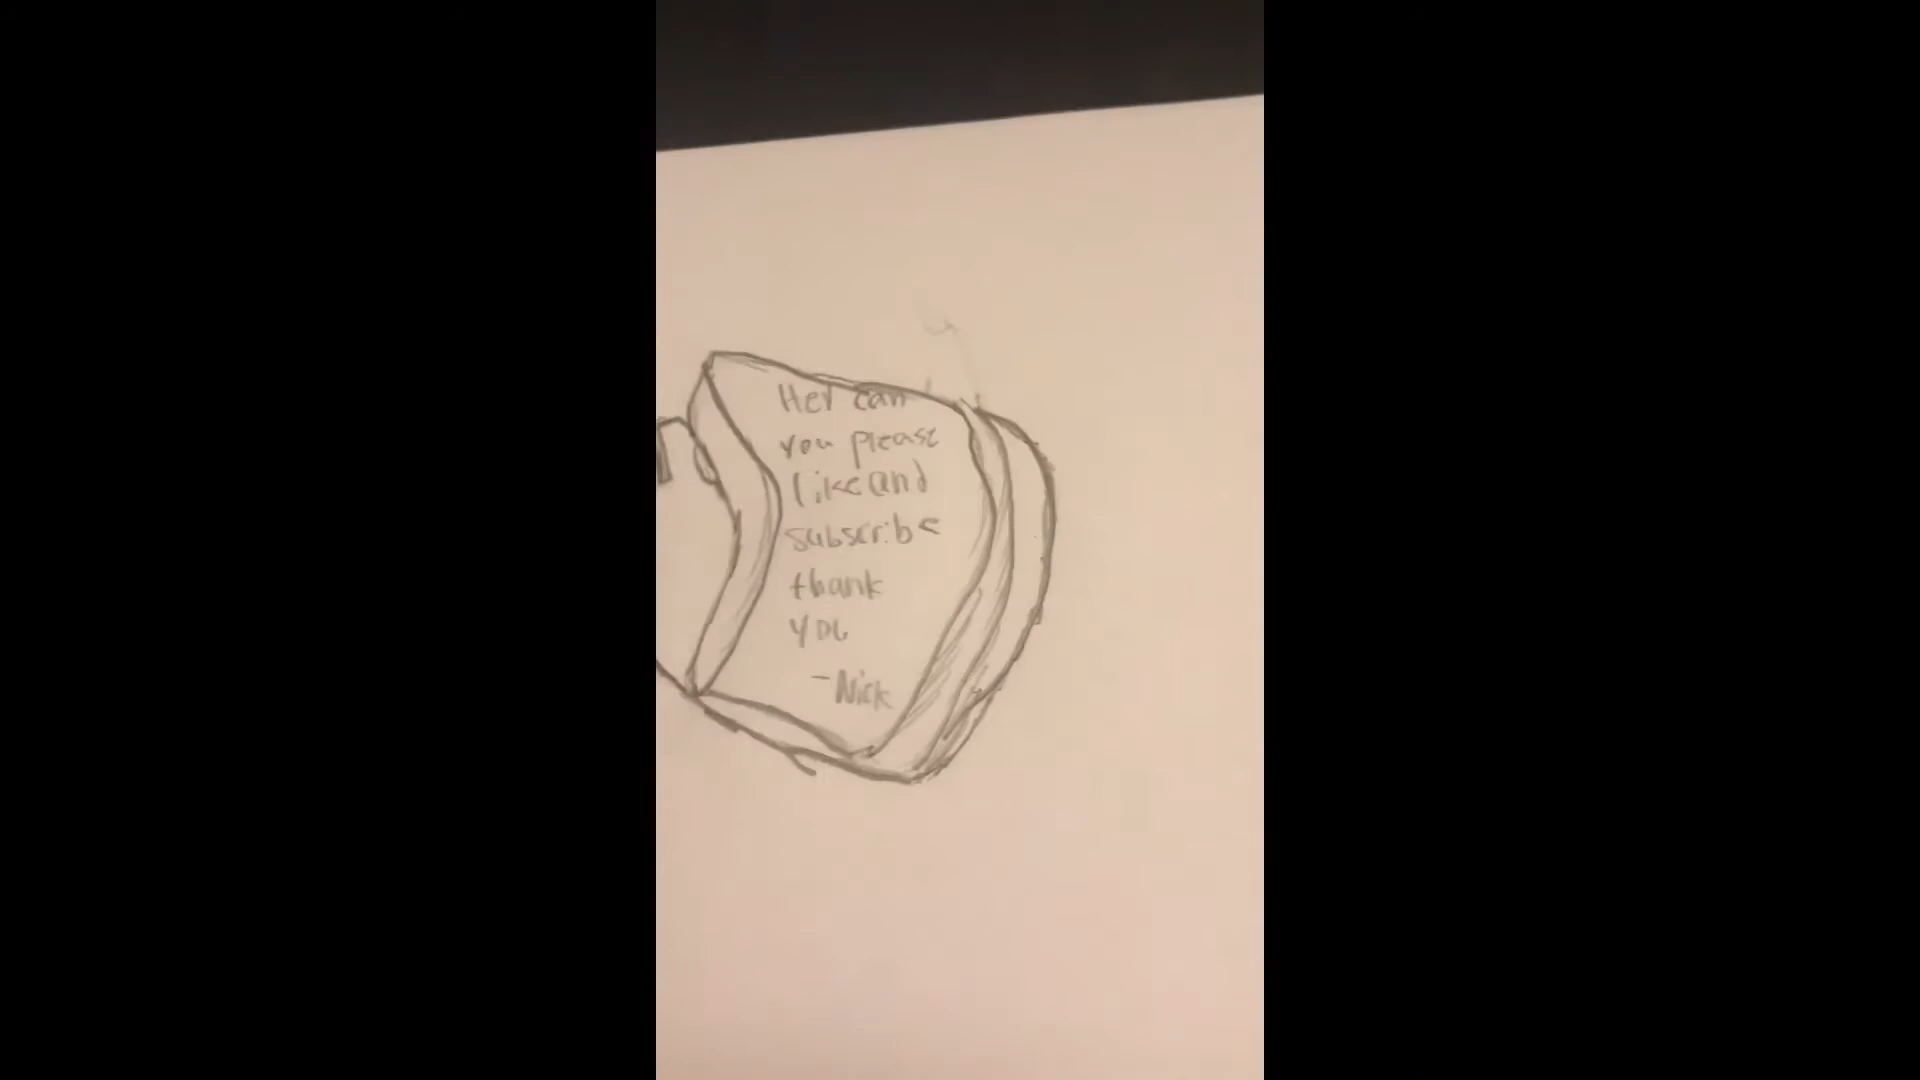 Hey can
you please
like and
subscribe
thank
you
-Nick